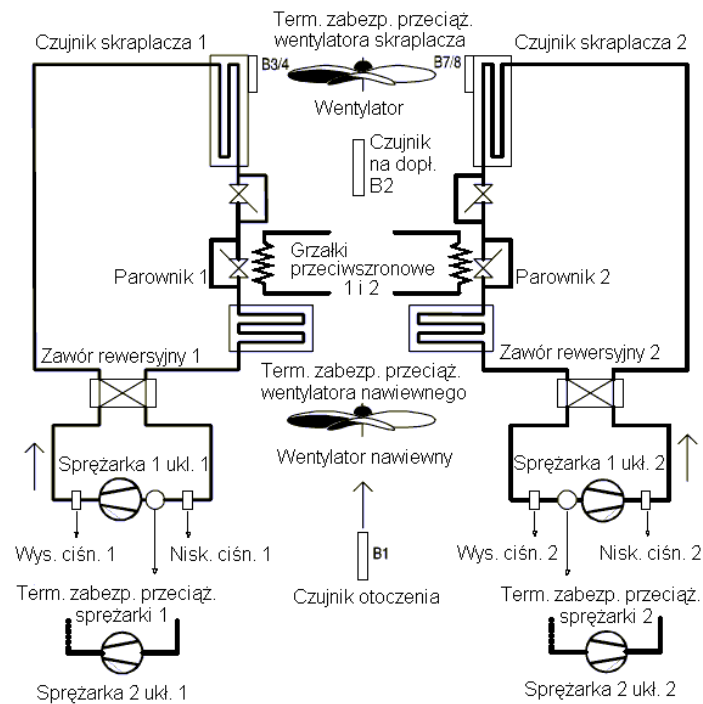 Term. zabezp. przeciąż.
wentylatora skraplacza
Czujnik skraplacza 1
Czujnik skraplacza 2
B3/4
B7/8
Wentylator
Czujnik
na dopł.
B2
Grzałki
przeciwszronowe
1 i 2
Parownik 1
Parownik 2
Zawór rewersyjny 1
Zawór rewersyjny 2
Term. zabezp. przeciąż.
wentylatora nawiewnego
Wentylator nawiewny
Sprężarka 1 ukł. 1
Sprężarka 1 ukł. 2
Wys. ciśn. 1
Nisk. ciśn. 1
B1
Wys. ciśn. 2
Nisk. ciśn. 2
Czujnik otoczenia
Term. zabezp. przeciąż.
sprężarki 1
Term. zabezp. przeciąż.
sprężarki 2
Sprężarka 2 ukł. 1
Sprężarka 2 ukł. 2